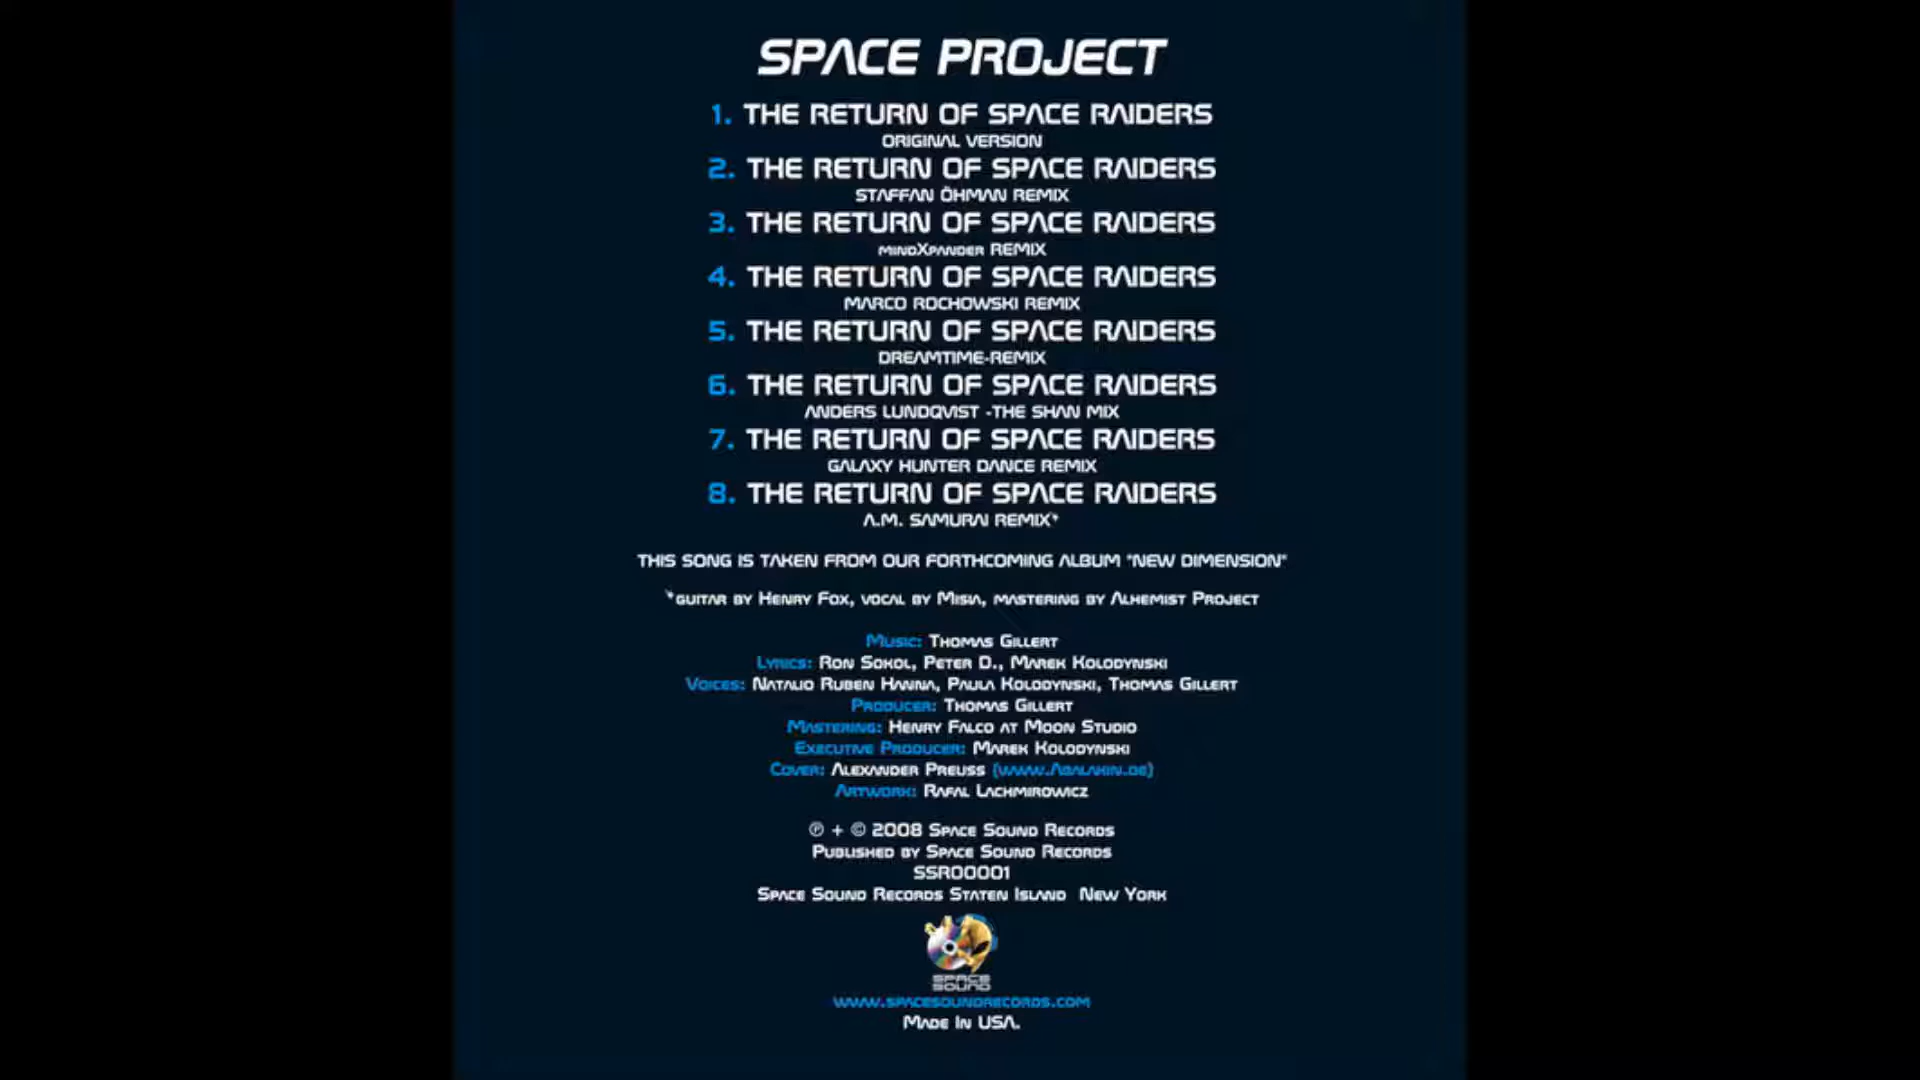 SPACE PROJECT
1. THE RETURN OF SPACE RAIDERS
ORIGINAL VERSION
2. THE RETURN OF SPACE RAIDERS
STAFFAN ÖHMAN REMIX
3. THE RETURN OF SPACE RAIDERS
mindXpander REMIX
4. THE RETURN OF SPACE RAIDERS
MARCO ROCHOWSKI REMIX
5. THE RETURN OF SPACE RAIDERS
DREAMTIME-REMIX
6. THE RETURN OF SPACE RAIDERS
ANDERS LUNDQVIST -THE SHAN MIX
7. THE RETURN OF SPACE RAIDERS
GALAXY HUNTER DANCE REMIX
8. THE RETURN OF SPACE RAIDERS
A.M. SAMURAI REMIX*
THIS SONG IS TAKEN FROM OUR FORTHCOMING ALBUM "NEW DIMENSION"
*guitar by Henry Fox, vocal by Misia, mastering by Alhemist Project
Music: Thomas Gillert
Lyrics: Ron Sokol, Peter D., Marek Kolodynski
Voices: Natalio Ruben Hanna, Paula Kolodynski, Thomas Gillert
Producer: Thomas Gillert
Mastering: Henry Falco at Moon Studio
Executive Producer: Marek Kolodynski
Cover: Alexander Preuss (www.Abalakin.de)
Artwork: Rafal Lachmirowicz
℗ + © 2008 Space Sound Records
Published by Space Sound Records
SSR00001
Space Sound Records Staten Island New York
SPACE
SOUND
www.spacesoundrecords.com
Made In USA.